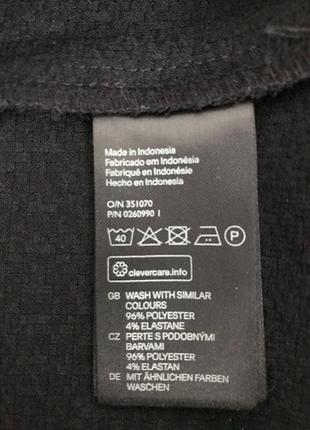 Made in Indonesia
Fabricado em Indonésia
Fabriqué en Indonésie
Hecho en Indonesia
O/N 351070
P/N 0260990 1
40 P
clevercare.info
GB WASH WITH SIMILAR
COLOURS
96% POLYESTER
4% ELASTANE
CZ PERTE S PODOBNÝMI
BARVAMI
96% POLYESTER
4% ELASTAN
DE MIT ÄHNLICHEN FARBEN
WASCHEN